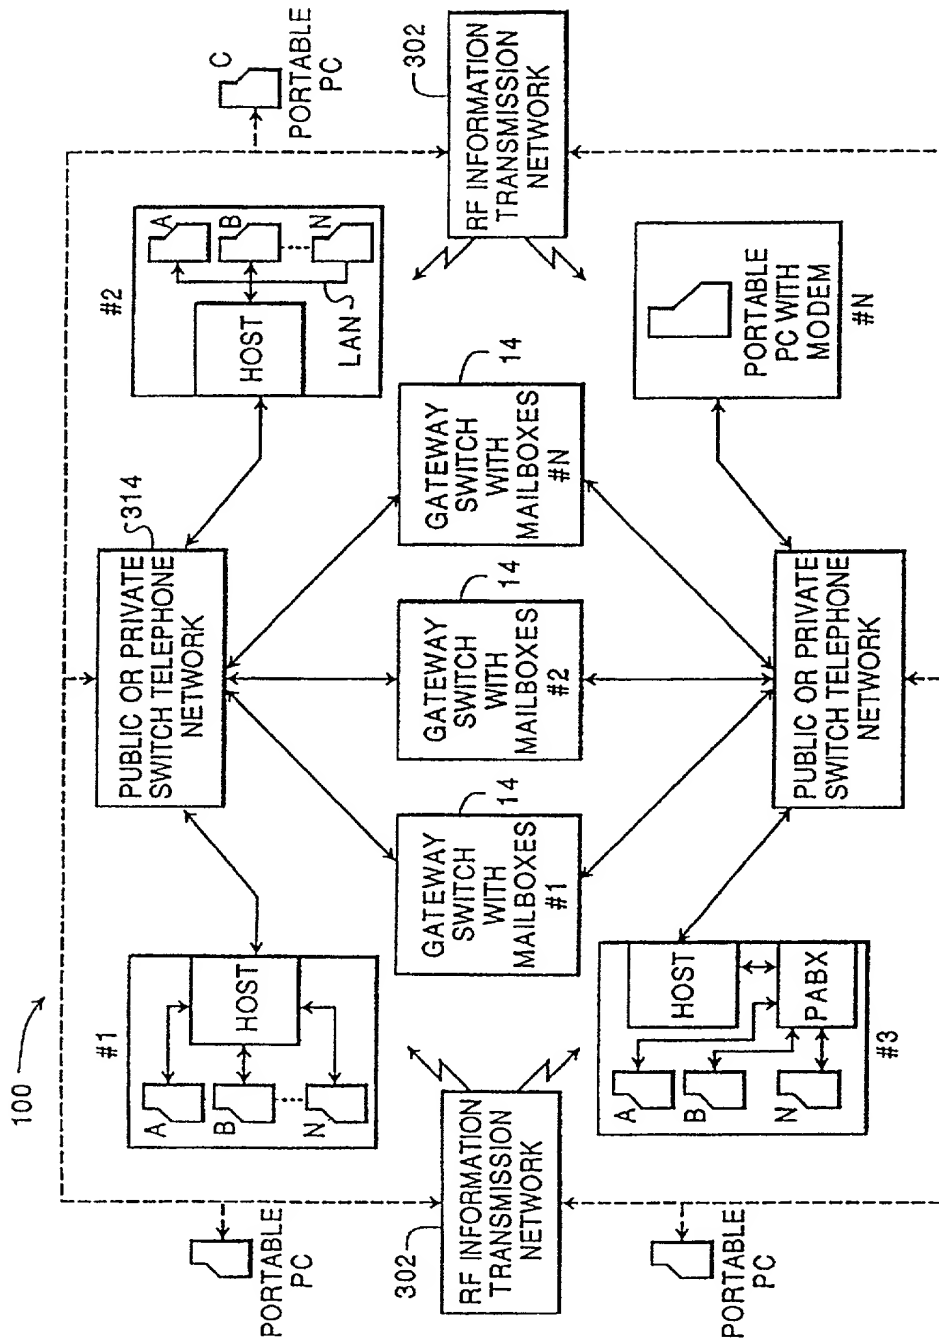 100
PUBLIC OR PRIVATE
SWITCH TELEPHONE
NETWORK
314
#1
A
B
N
HOST
#2
HOST
A
B
N
LAN
PORTABLE
PC
C
PORTABLE
PC
302
RF INFORMATION
TRANSMISSION
NETWORK
14
GATEWAY
SWITCH
WITH
MAILBOXES
#1
14
GATEWAY
SWITCH
WITH
MAILBOXES
#2
14
GATEWAY
SWITCH
WITH
MAILBOXES
#N
302
RF INFORMATION
TRANSMISSION
NETWORK
A
B
N
HOST
PABX
#3
PORTABLE
PC WITH
MODEM
#N
PORTABLE
PC
PUBLIC OR PRIVATE
SWITCH TELEPHONE
NETWORK